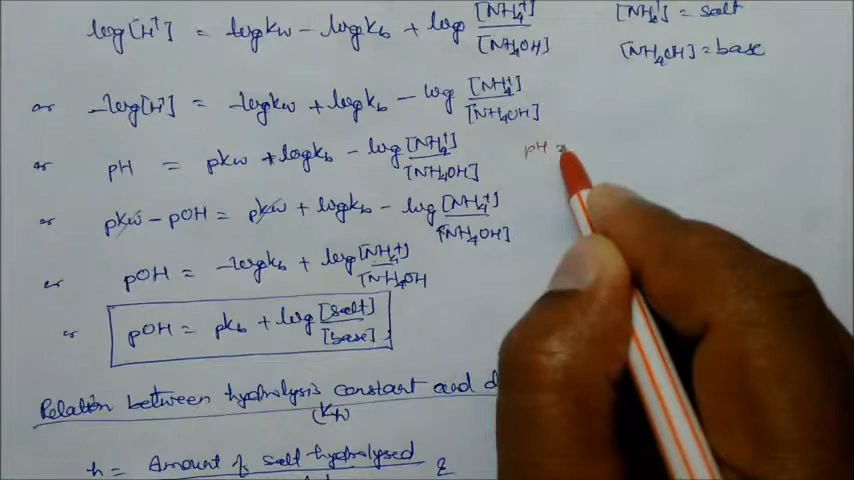 log[H+] = logkw - logkb + log [NH4+]/[NH4OH]
[NH4+] = salt
[NH4OH] = base
or -log[H+] = -logkw + logkb - log [NH4+]/[NH4OH]
or pH = pkw + logkb - log [NH4+]/[NH4OH]
pH =
or pkw - pOH = pkw + logkb - log [NH4+]/[NH4OH]
or pOH = -logkb + log [NH4+]/[NH4OH
or pOH = pkb + log [salt]/[base]
Relation between hydrolysis constant and d
(Kh)
h = Amount of salt hydrolysed